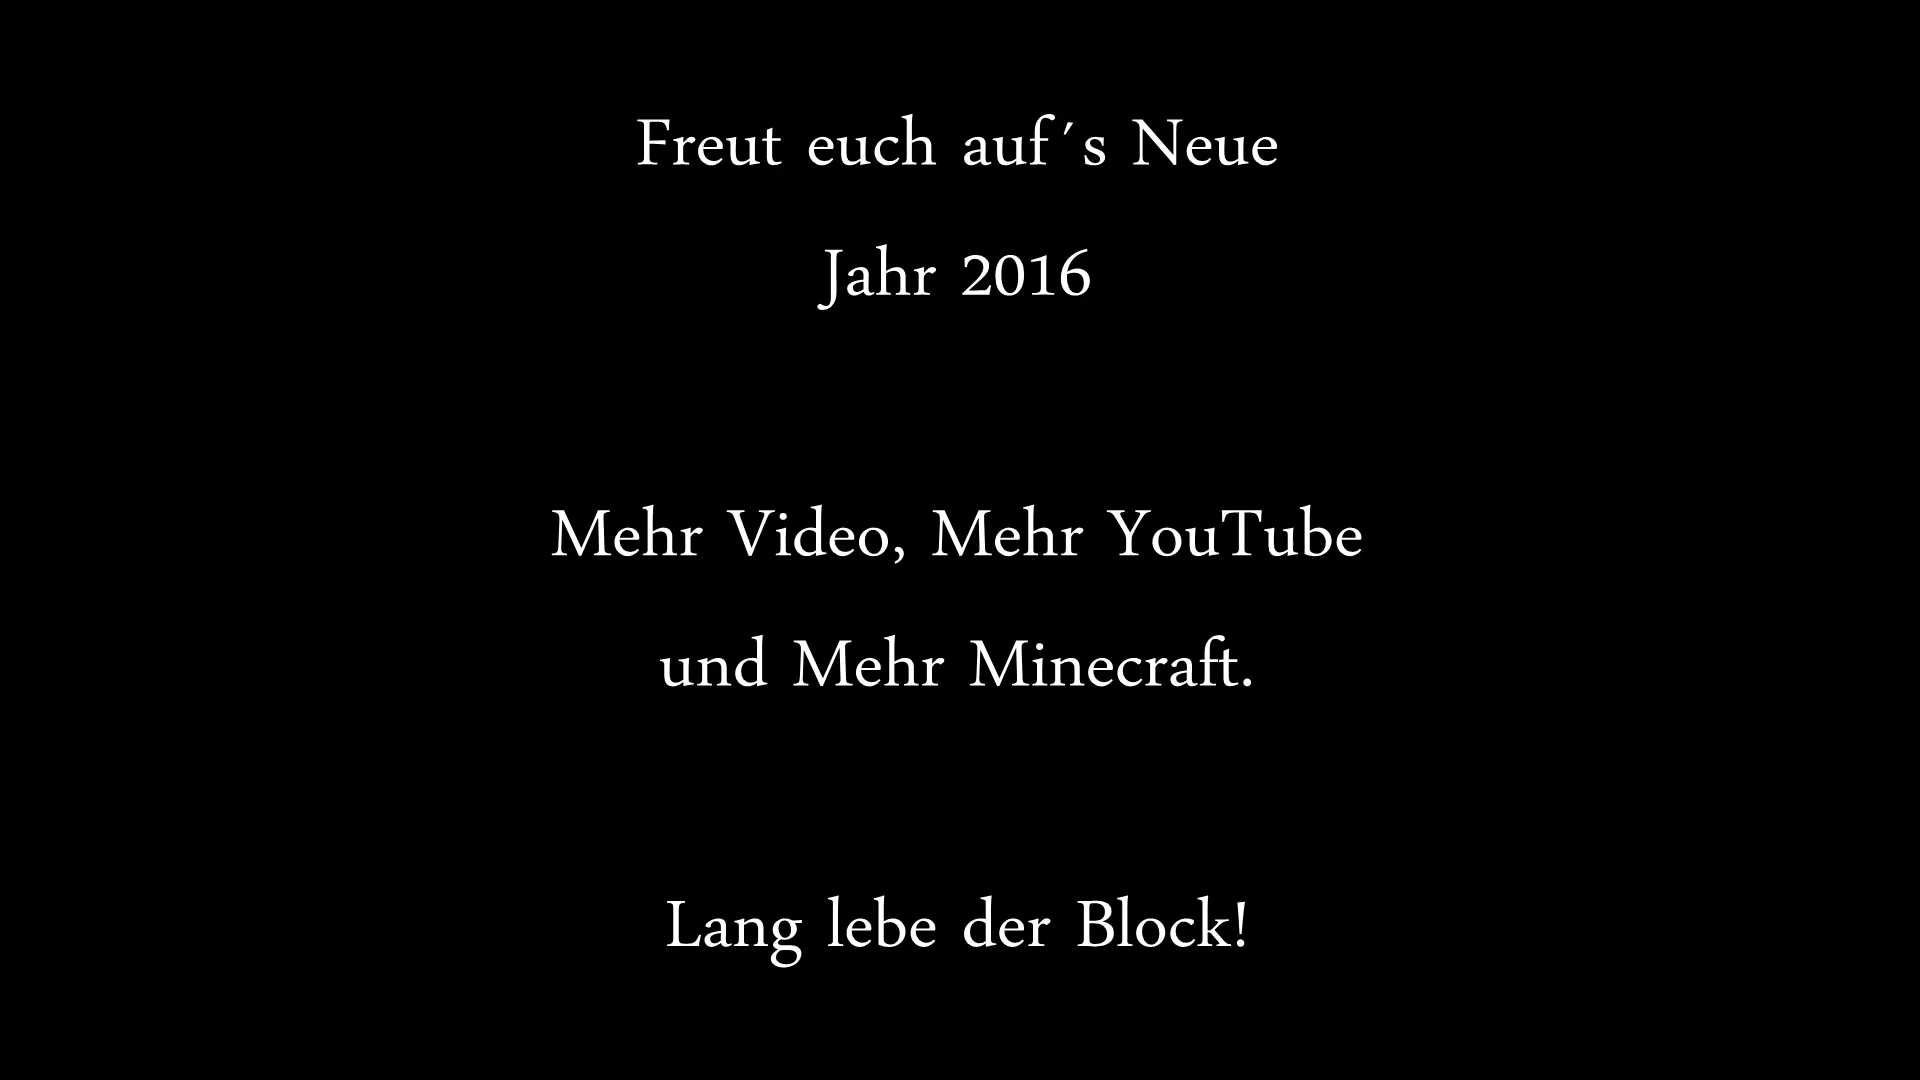 Freut euch auf´s Neue
Jahr 2016
Mehr Video, Mehr YouTube
und Mehr Minecraft.
Lang lebe der Block!